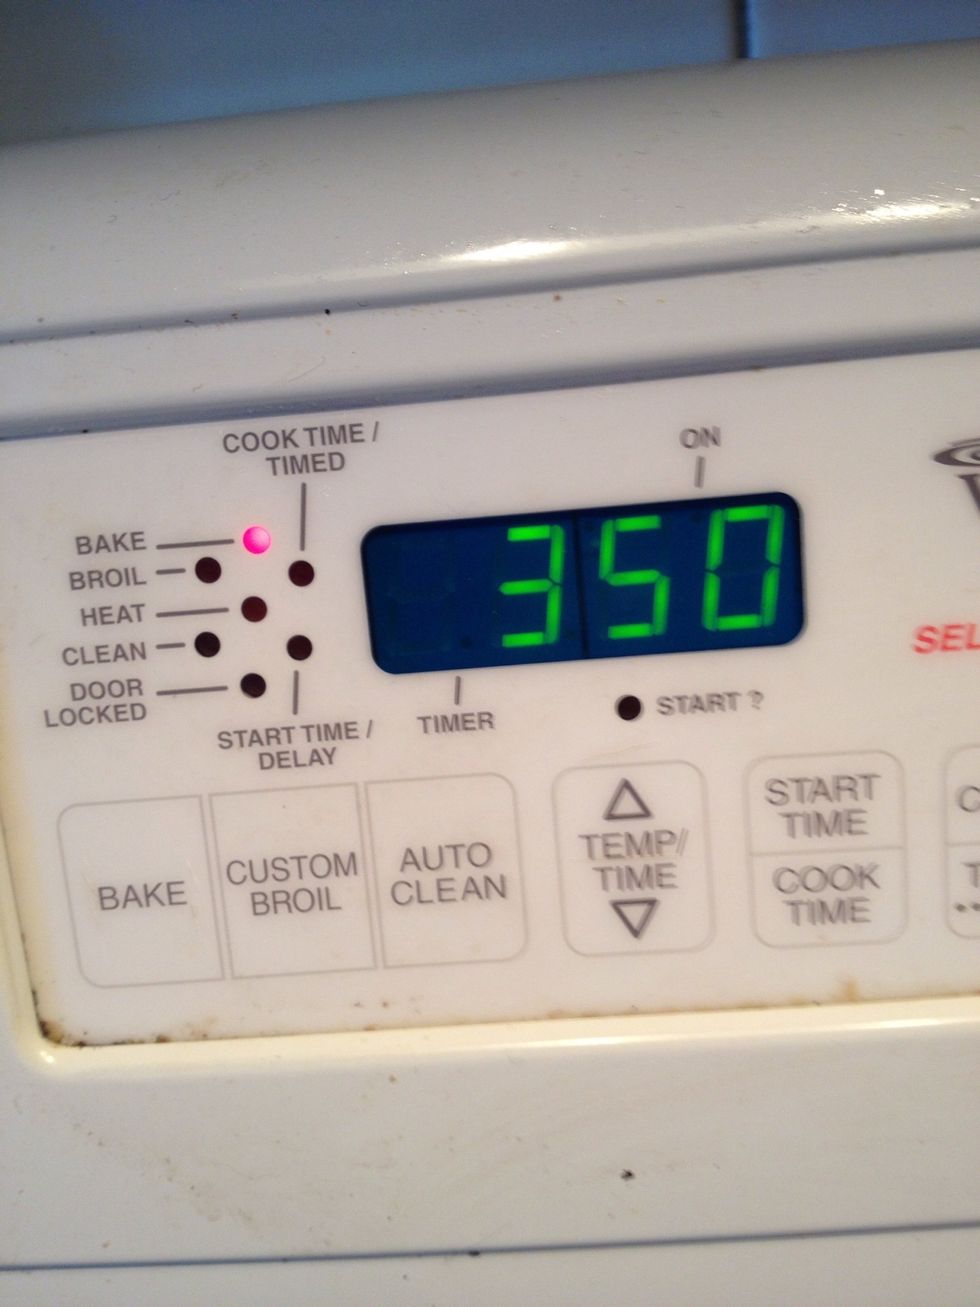 COOK TIME /
TIMED
ON
BAKE
BROIL
HEAT
CLEAN
DOOR
LOCKED
350
SEL
START TIME /
DELAY
TIMER
START ?
BAKE
CUSTOM
BROIL
AUTO
CLEAN
TEMP/
TIME
START
TIME
COOK
TIME